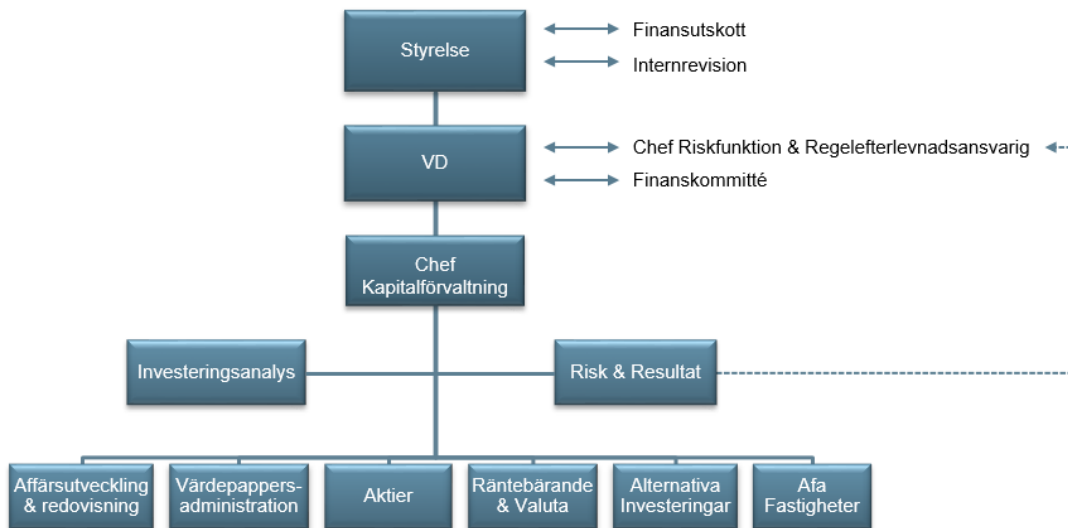 Styrelse
Finansutskott
Internrevision
VD
Chef Riskfunktion & Regelefterlevnadsansvarig
Finanskommitté
Chef
Kapitalförvaltning
Investeringsanalys
Risk & Resultat
Affärsutveckling
& redovisning
Värdepappers-
administration
Aktier
Räntebärande
& Valuta
Alternativa
Investeringar
Afa
Fastigheter